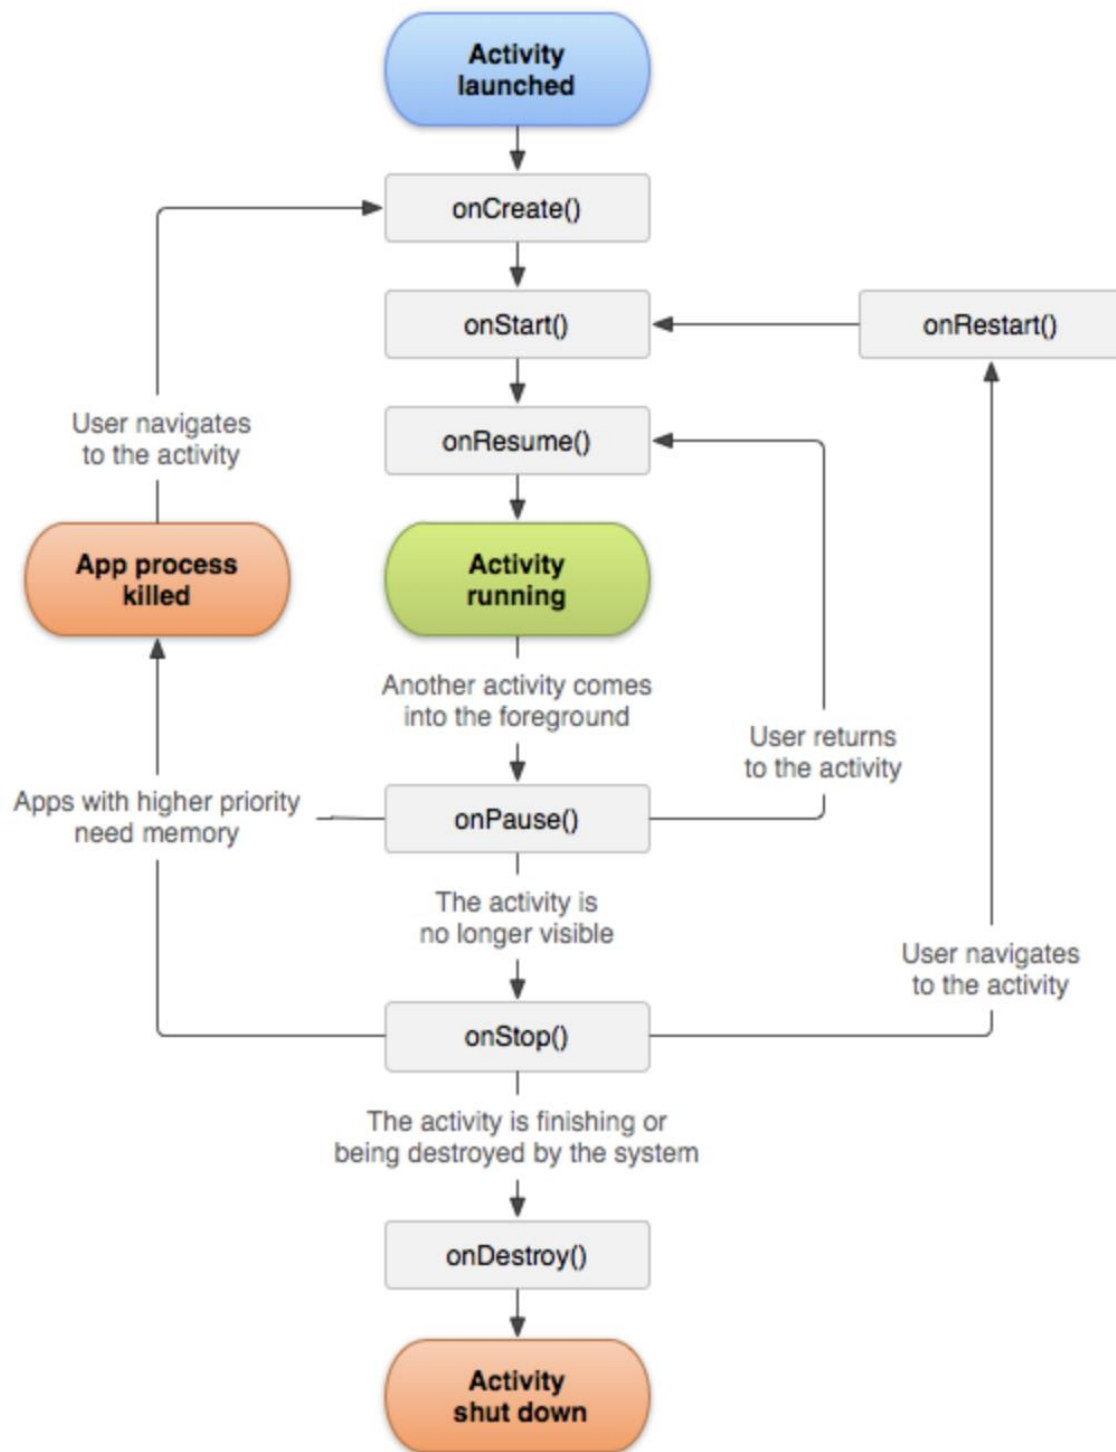 Activity
launched
onCreate()
onStart()
onRestart()
User navigates
to the activity
onResume()
App process
killed
Activity
running
Another activity comes
into the foreground
User returns
to the activity
Apps with higher priority
need memory
onPause()
The activity is
no longer visible
User navigates
to the activity
onStop()
The activity is finishing or
being destroyed by the system
onDestroy()
Activity
shut down